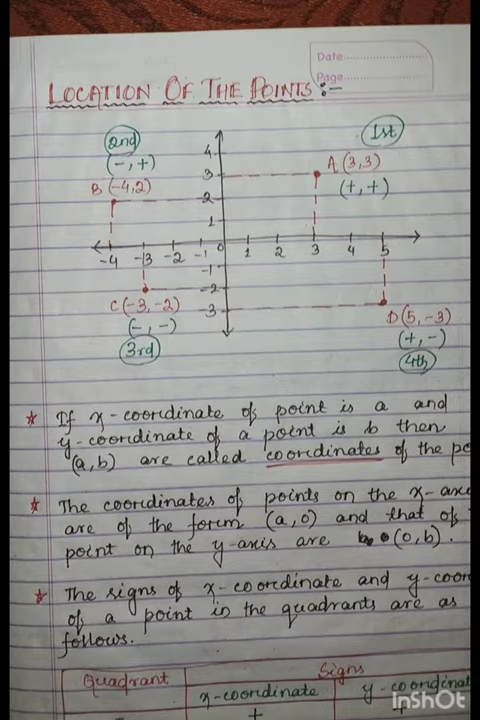 Date
Page
LOCATION OF THE POINTS :-
2nd
(-, +)
B (-4, 2)
1st
A (3, 3)
(+, +)
4
3
2
1
-4 -3 -2 -1 0 1 2 3 4 5
-1
-2
-3
C (-3, -2)
(-, -)
3rd
D (5, -3)
(+, -)
4th
* If x-coordinate of point is a and
y-coordinate of a point is b then
(a, b) are called coordinates of the po
* The coordinates of points on the x-axi
are of the form (a, 0) and that of
point on the y-axis are (0, b).
* The signs of x-coordinate and y-coor
of a point in the quadrants are as
follows.
Quadrant Signs
x-coordinate y-coordinat
+ +
InShOt